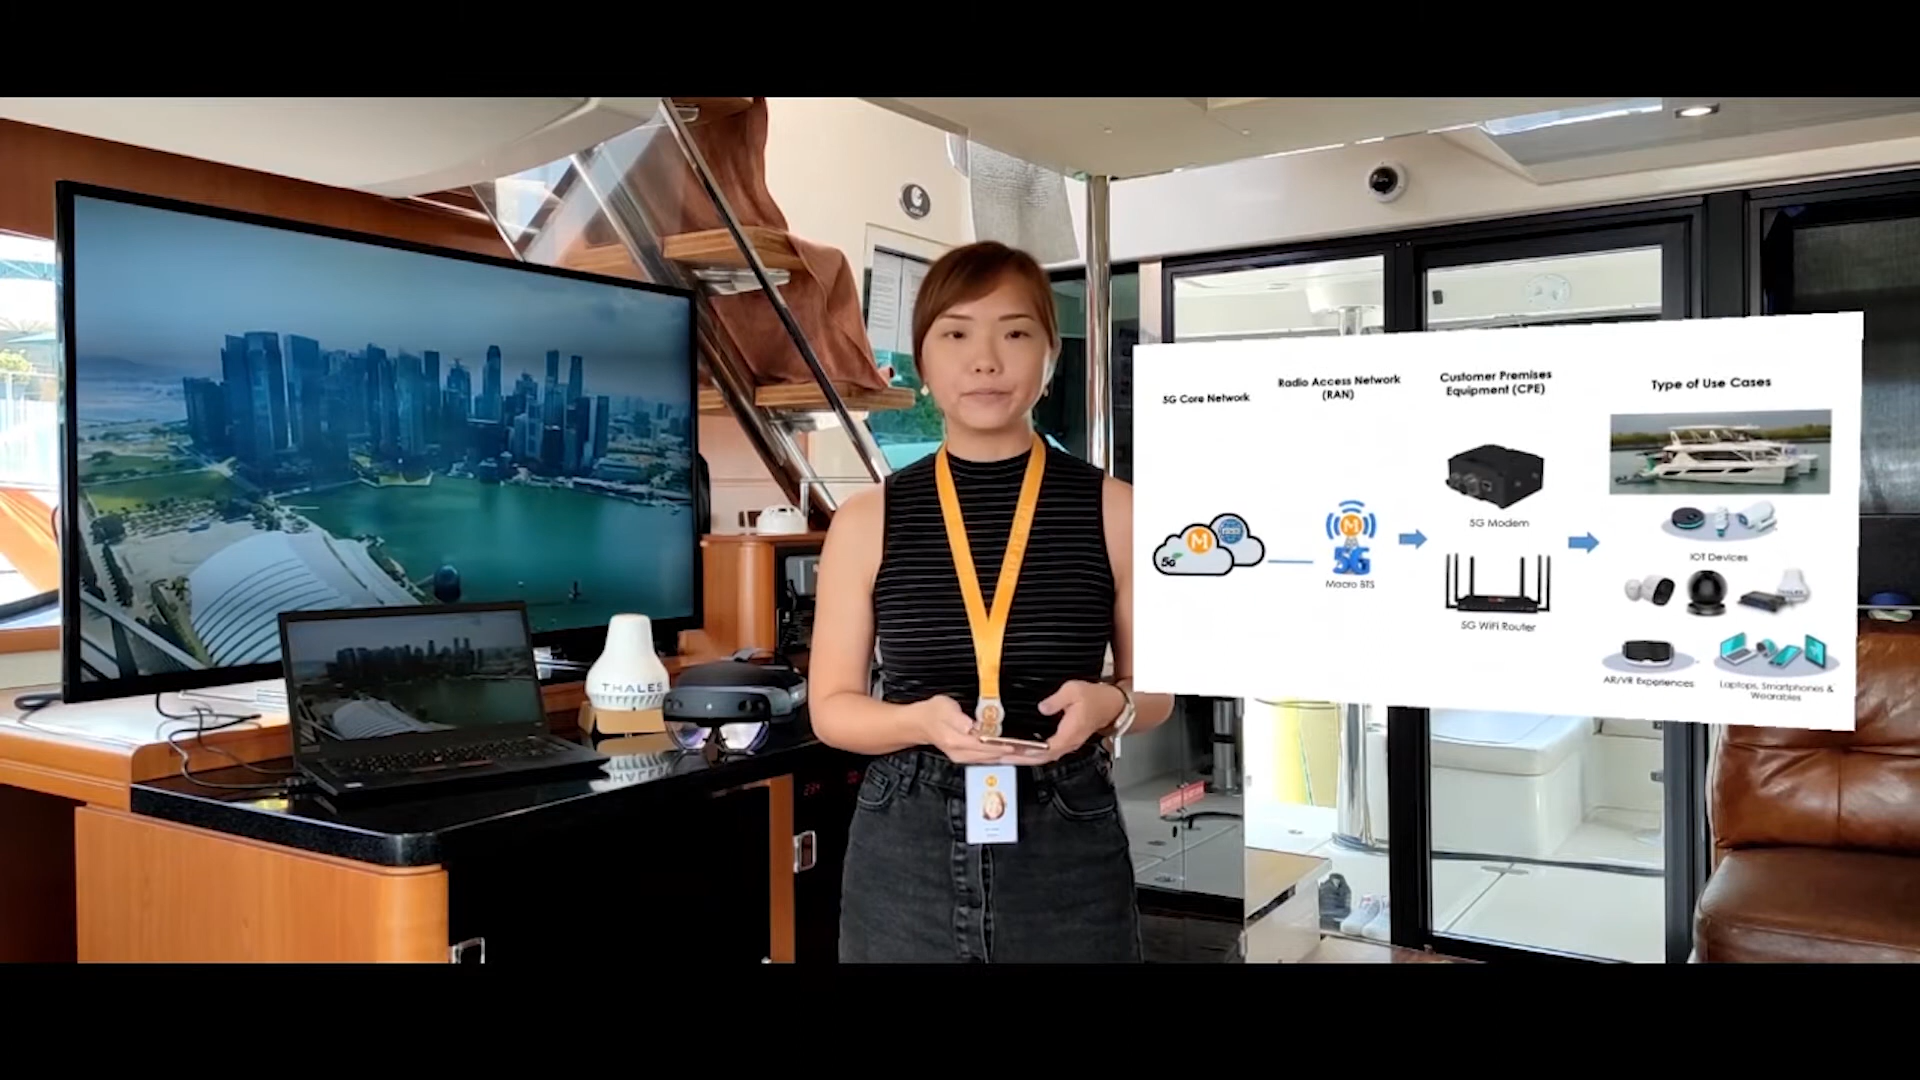 5G Core Network
Radio Access Network
(RAN)
Customer Premises
Equipment (CPE)
Type of Use Cases
5G Modem
M
5G
M
5G
Macro BTS
5G WiFi Router
IOT Devices
THALES
AR/VR Experiences
Laptops, Smartphones &
Wearables
THALES
M